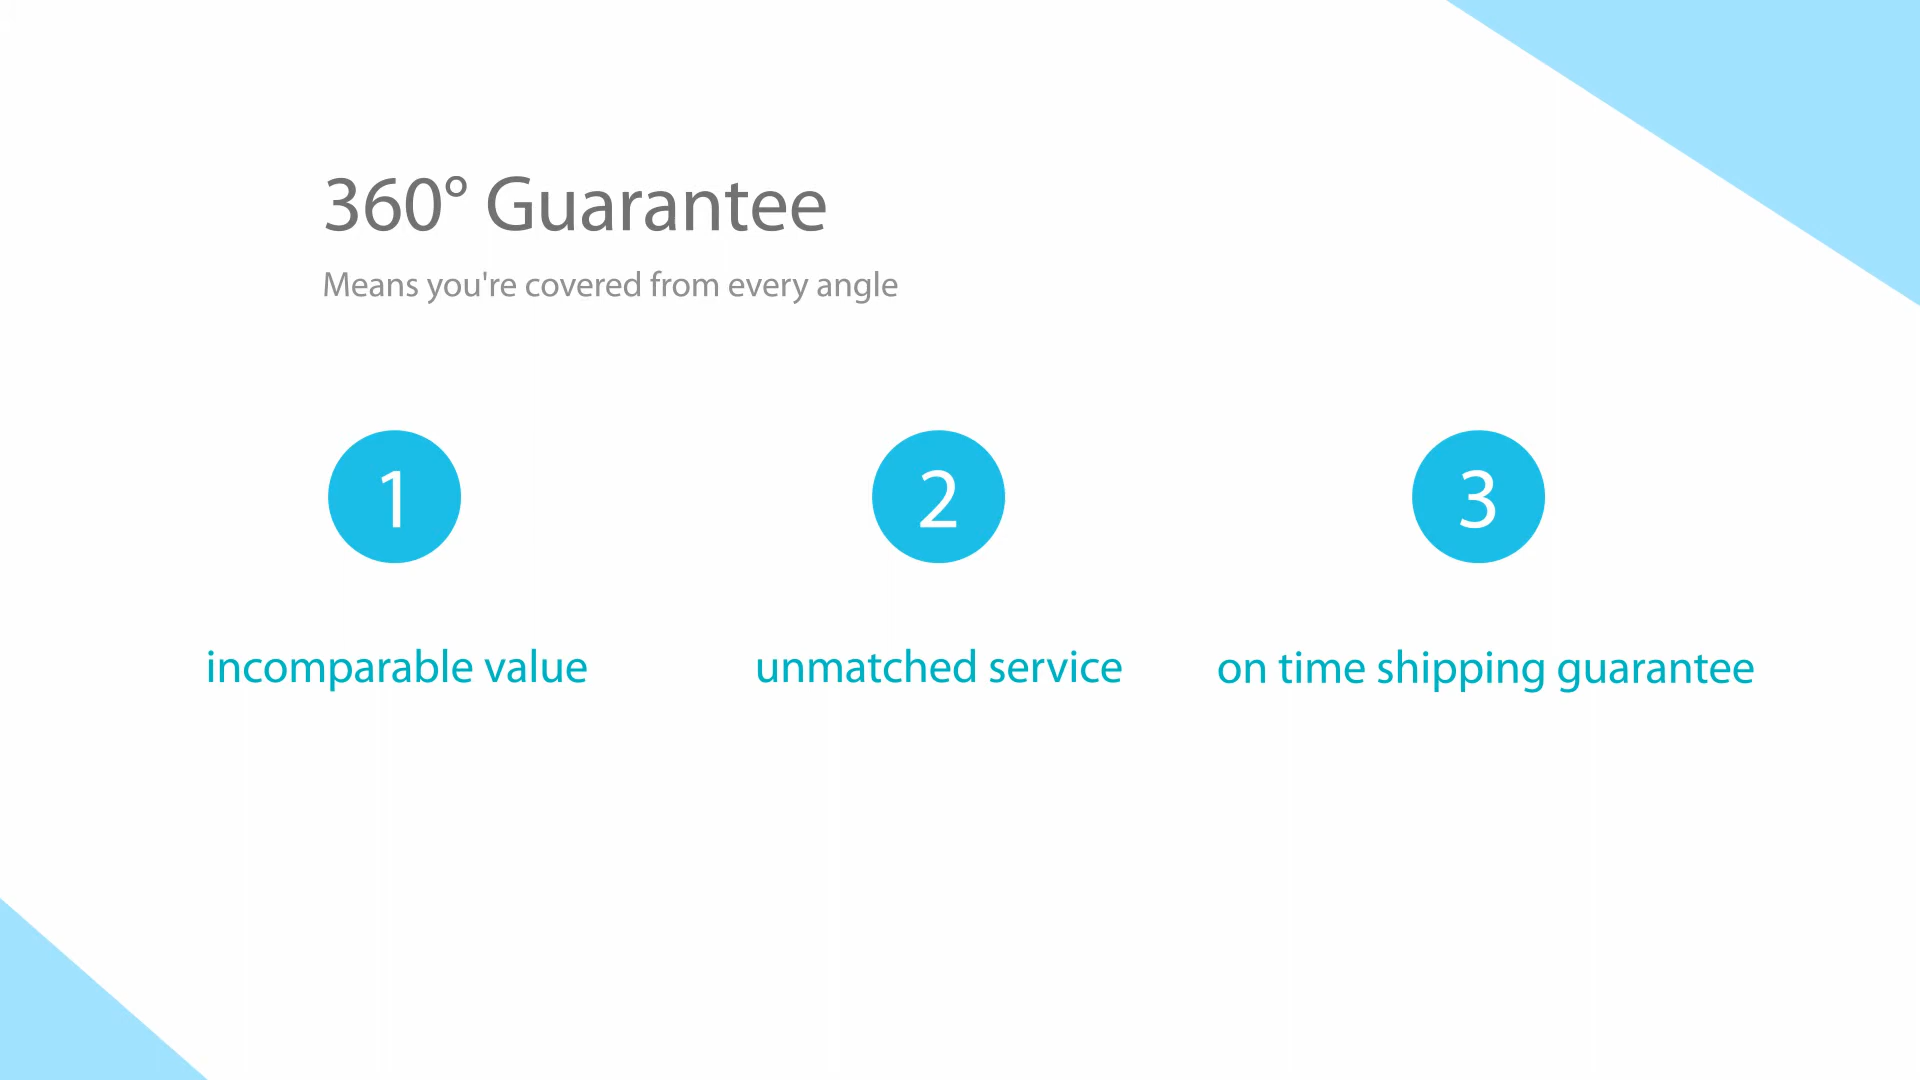 360° Guarantee
Means you're covered from every angle
1
2
3
incomparable value
unmatched service
on time shipping guarantee